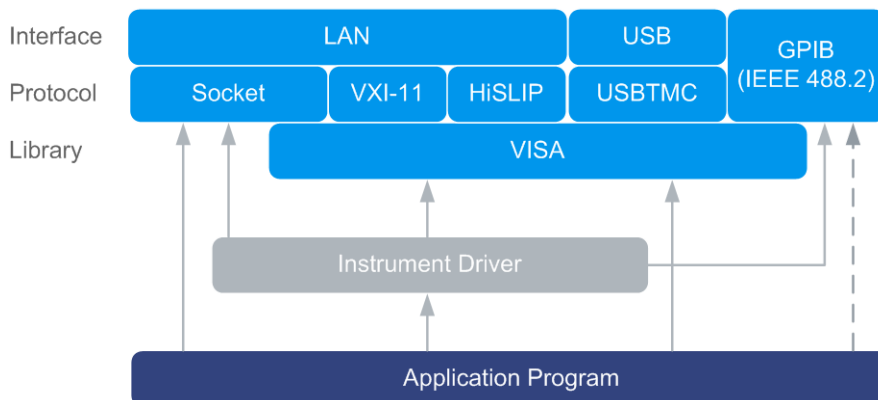 Interface LAN USB GPIB
(IEEE 488.2)
Protocol Socket VXI-11 HiSLIP USBTMC
Library VISA
Instrument Driver
Application Program